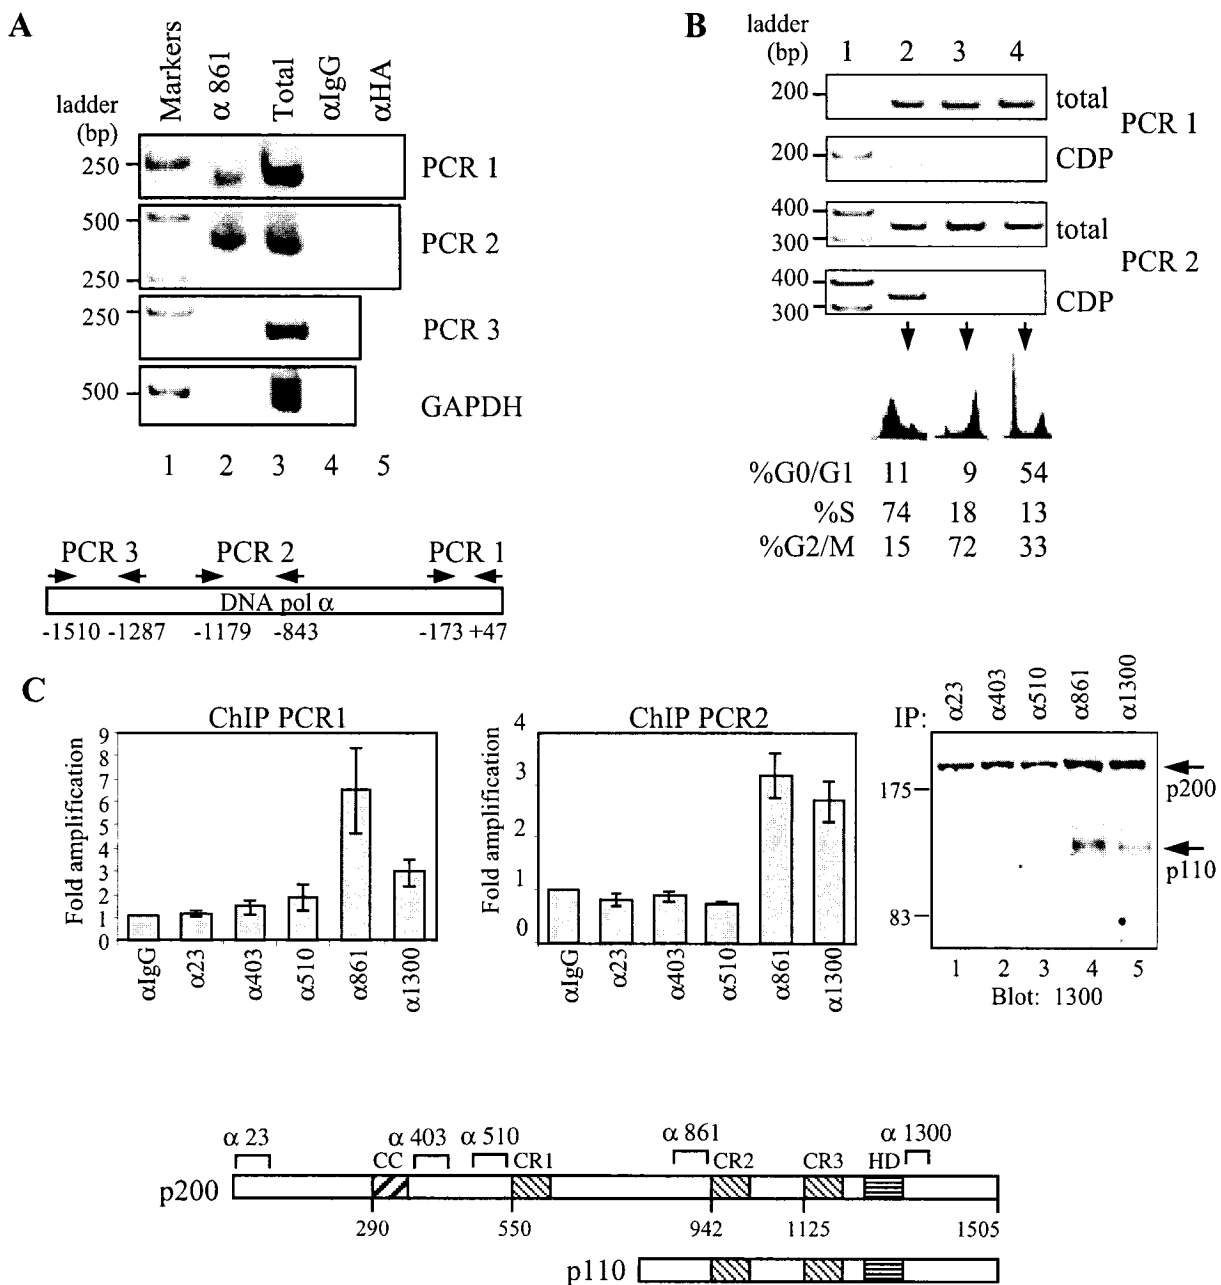 A
ladder
(bp)
Markers
α 861
Total
αIgG
αHA
250
PCR 1
500
PCR 2
250
250
PCR 3
500
GAPDH
1 2 3 4 5
PCR 3 PCR 2 PCR 1
DNA pol α
-1510 -1287 -1179 -843 -173 +47
B
ladder
(bp)
1 2 3 4
200
total
PCR 1
200
CDP
400
300
total
PCR 2
400
300
CDP
%G0/G1 11 9 54
%S 74 18 13
%G2/M 15 72 33
C
ChIP PCR1
Fold amplification
9
8
7
6
5
4
3
2
1
0
αIgG
α23
α403
α510
α861
α1300
ChIP PCR2
Fold amplification
4
3
2
1
0
αIgG
α23
α403
α510
α861
α1300
IP:
α23
α403
α510
α861
α1300
175
p200
p110
83
1 2 3 4 5
Blot: 1300
α 23 α 403 α 510 α 861 α 1300
CC CR1 CR2 CR3 HD
p200
290 550 942 1125 1505
p110